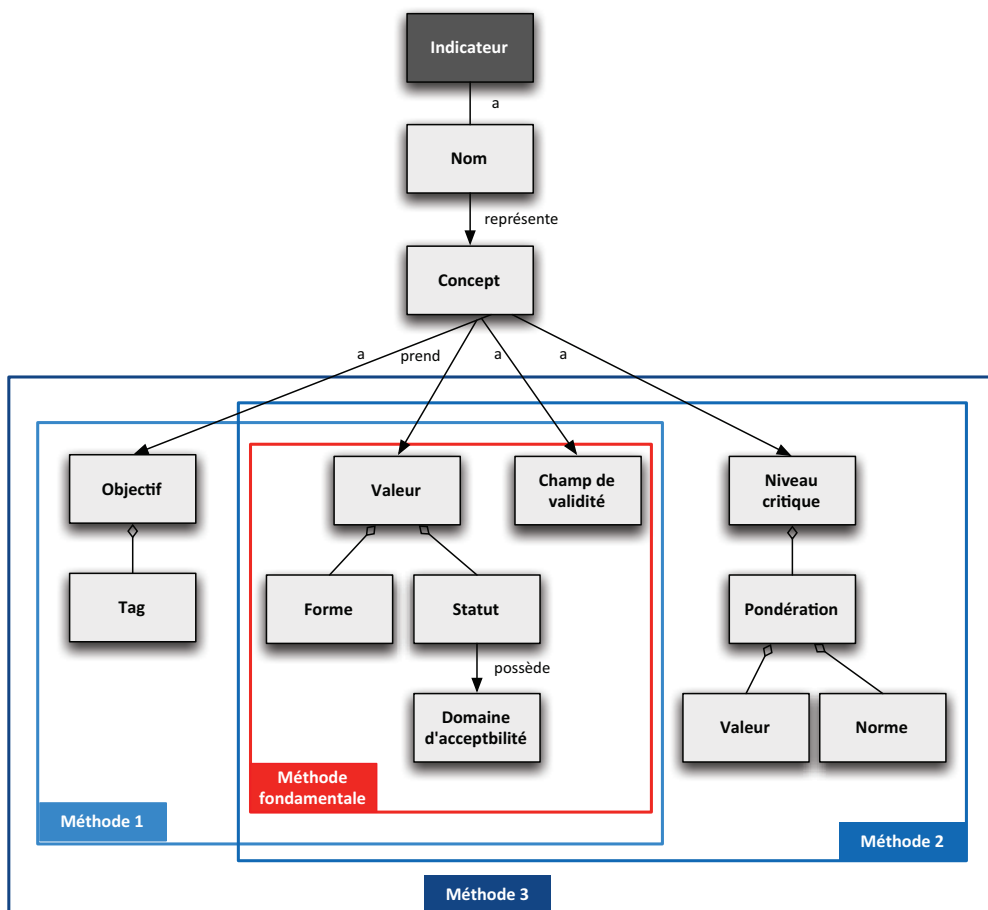 Indicateur
a
Nom
représente
Concept
a
prend
a
a
Objectif
Valeur
Champ de
validité
Niveau
critique
Tag
Forme
Statut
Pondération
possède
Domaine
d'acceptbilité
Valeur
Norme
Méthode
fondamentale
Méthode 1
Méthode 2
Méthode 3